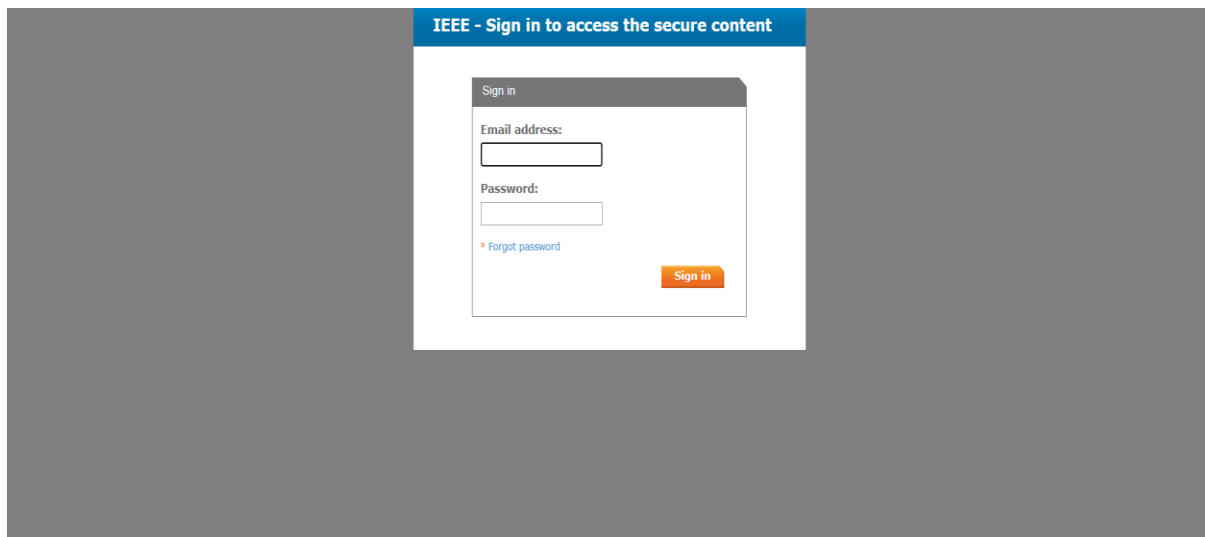 IEEE - Sign in to access the secure content
Sign in
Email address:
Password:
Forgot password
Sign in